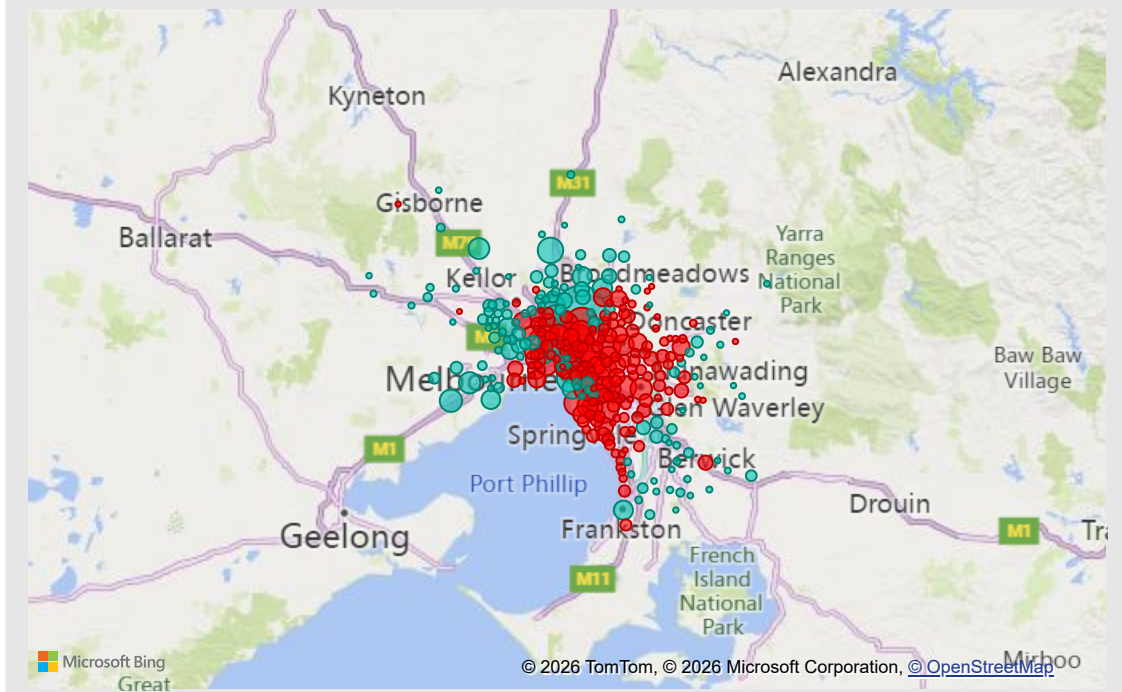 Alexandra
Kyneton
M31
Gisborne
Ballarat
M79
Yarra
Ranges
National
Park
Keilor
Broadmeadows
Doncaster
Baw Baw
Village
Melbourne
Glen Waverley
Berwick
M1
Port Phillip
Drouin
Geelong
Frankston
M1
French
Island
National
Park
M11
Mirboo
Microsoft Bing
© 2026 TomTom, © 2026 Microsoft Corporation, © OpenStreetMap
Great